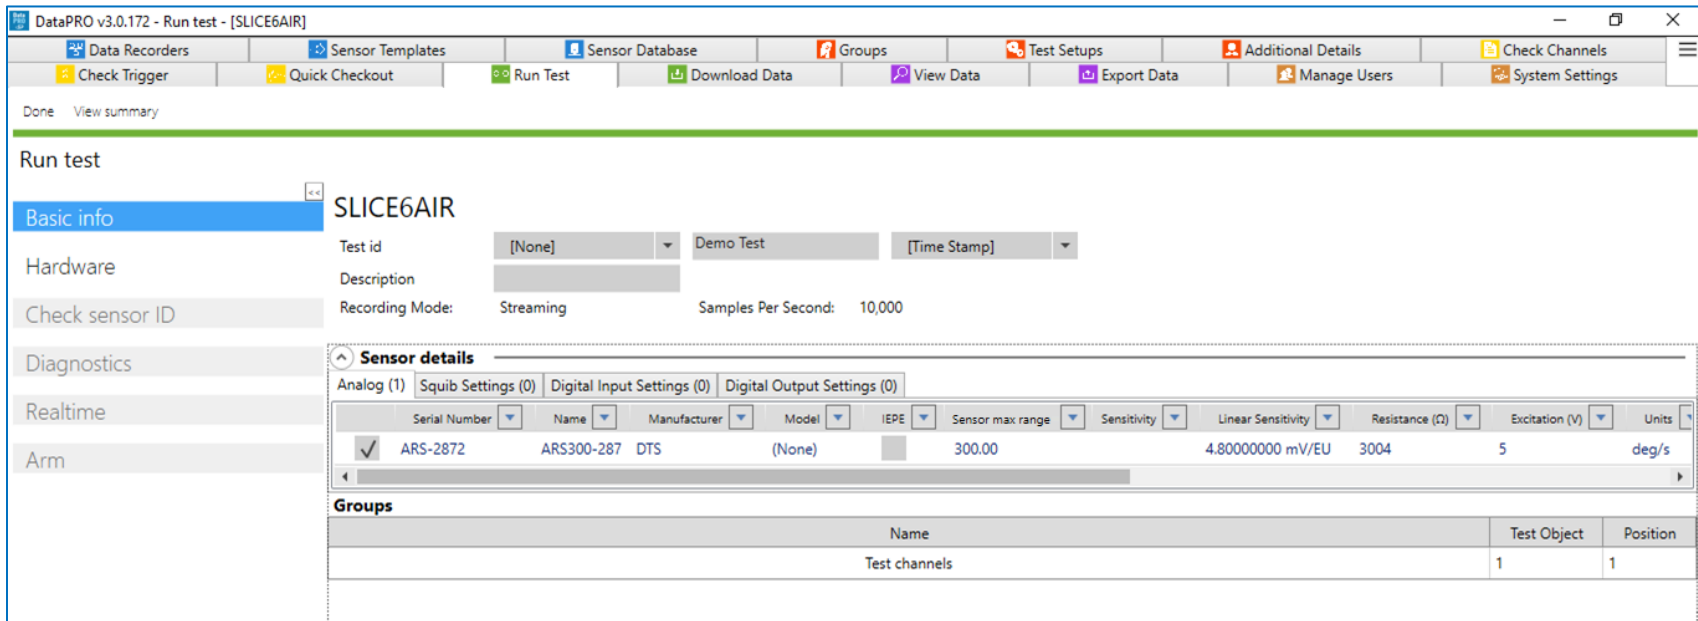 DataPRO v3.0.172 - Run test - [SLICE6AIR]
Data Recorders Sensor Templates Sensor Database Groups Test Setups Additional Details Check Channels
Check Trigger Quick Checkout Run Test Download Data View Data Export Data Manage Users System Settings
Done View summary
Run test
<<
Basic info
Hardware
Check sensor ID
Diagnostics
Realtime
Arm
SLICE6AIR
Test id [None] Demo Test [Time Stamp]
Description
Recording Mode: Streaming Samples Per Second: 10,000
Sensor details
Analog (1) Squib Settings (0) Digital Input Settings (0) Digital Output Settings (0)
Serial Number Name Manufacturer Model IEPE Sensor max range Sensitivity Linear Sensitivity Resistance (Ω) Excitation (V) Units
ARS-2872 ARS300-287 DTS (None) 300.00 4.80000000 mV/EU 3004 5 deg/s
Groups
Name Test Object Position
Test channels 1 1